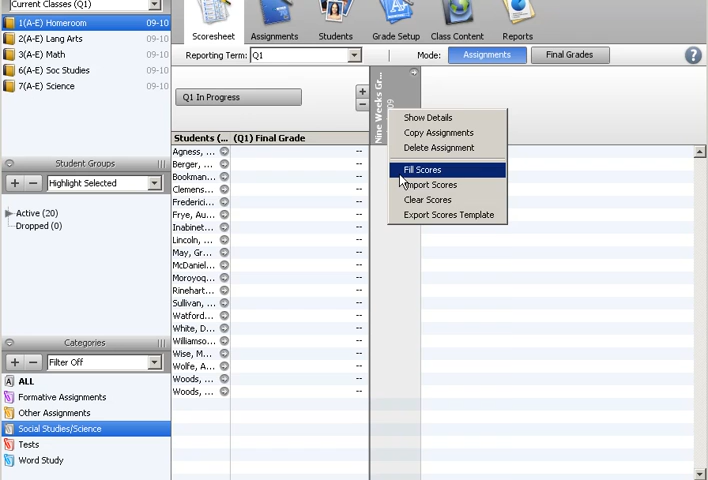 Current Classes (Q1)
1(A-E) Homeroom 09-10
2(A-E) Lang Arts 09-10
3(A-E) Math 09-10
6(A-E) Soc Studies 09-10
7(A-E) Science 09-10
Student Groups
Highlight Selected
Active (20)
Dropped (0)
Categories
Filter Off
ALL
Formative Assignments
Other Assignments
Social Studies/Science
Tests
Word Study
Scoresheet Assignments Students Grade Setup Class Content Reports
Reporting Term: Q1 Mode: Assignments Final Grades ?
Q1 In Progress
Nine Weeks Gr...
09
Students (... (Q1) Final Grade
Agness, ... --
Berger, ... --
Bookman... --
Clemens... --
Frederici... --
Frye, Au... --
Inabinet... --
Lincoln, ... --
May, Gr... --
McDaniel... --
Moroyoq... --
Rinehart... --
Sullivan, ... --
Watford... --
White, D... --
Williamso... --
Wise, M... --
Wolfe, A... --
Woods, ... --
Woods, ... --
Show Details
Copy Assignments
Delete Assignment
Fill Scores
Import Scores
Clear Scores
Export Scores Template